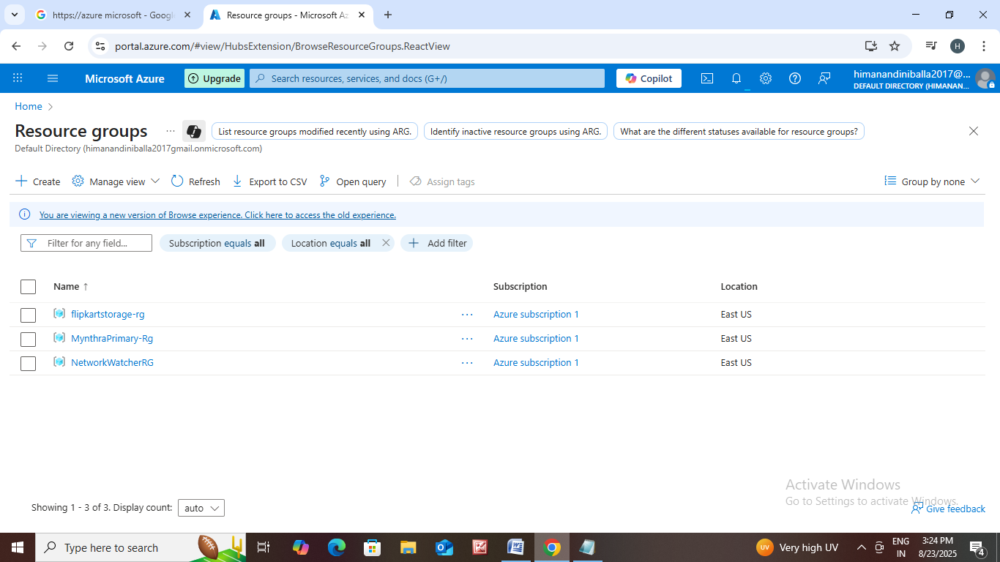 https://azure microsoft - Googl
Resource groups - Microsoft Az
portal.azure.com/#view/HubsExtension/BrowseResourceGroups.ReactView
H
Microsoft Azure
Upgrade
Search resources, services, and docs (G+/)
Copilot
himanandiniballa2017@...
DEFAULT DIRECTORY (HIMANAN...
Home
Resource groups
...
List resource groups modified recently using ARG.
Identify inactive resource groups using ARG.
What are the different statuses available for resource groups?
Default Directory (himanandiniballa2017gmail.onmicrosoft.com)
Create
Manage view
Refresh
Export to CSV
Open query
Assign tags
Group by none
You are viewing a new version of Browse experience. Click here to access the old experience.
Filter for any field...
Subscription equals all
Location equals all
Add filter
Name ↑
Subscription
Location
flipkartstorage-rg
Azure subscription 1
East US
MynthraPrimary-Rg
Azure subscription 1
East US
NetworkWatcherRG
Azure subscription 1
East US
Activate Windows
Go to Settings to activate Windows.
Showing 1 - 3 of 3. Display count:
auto
Give feedback
Type here to search
UV
Very high UV
ENG
IN
3:24 PM
8/23/2025
4